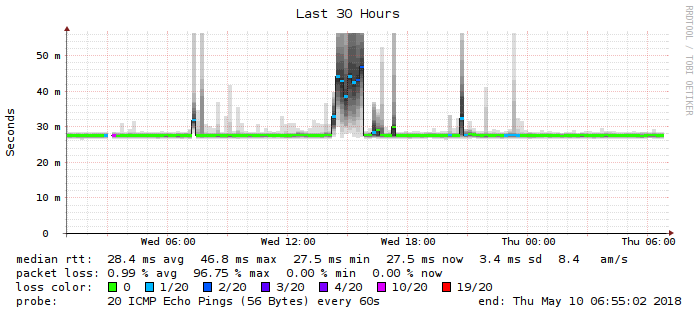 Last 30 Hours
RRDTOOL / TOBI OETIKER
Seconds
50 m
40 m
30 m
20 m
10 m
0
Wed 06:00 Wed 12:00 Wed 18:00 Thu 00:00 Thu 06:00
median rtt: 28.4 ms avg 46.8 ms max 27.5 ms min 27.5 ms now 3.4 ms sd 8.4 am/s
packet loss: 0.99 % avg 96.75 % max 0.00 % min 0.00 % now
loss color: 0 1/20 2/20 3/20 4/20 10/20 19/20
probe: 20 ICMP Echo Pings (56 Bytes) every 60s end: Thu May 10 06:55:02 2018